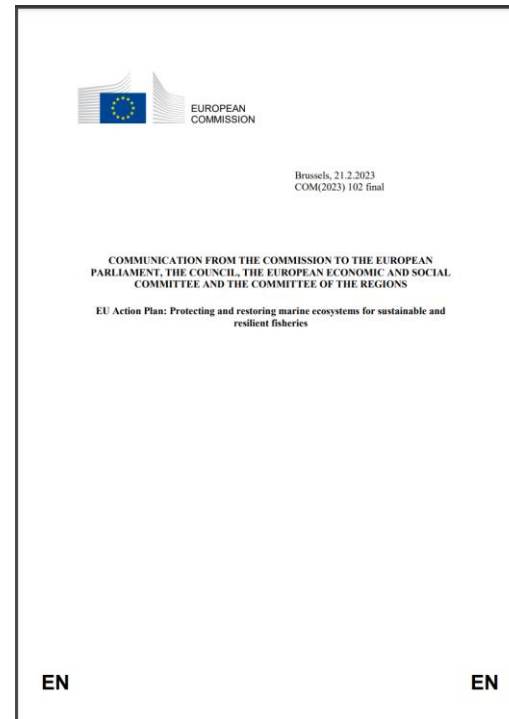 EUROPEAN
COMMISSION
Brussels, 21.2.2023
COM(2023) 102 final
COMMUNICATION FROM THE COMMISSION TO THE EUROPEAN
PARLIAMENT, THE COUNCIL, THE EUROPEAN ECONOMIC AND SOCIAL
COMMITTEE AND THE COMMITTEE OF THE REGIONS
EU Action Plan: Protecting and restoring marine ecosystems for sustainable and
resilient fisheries
EN EN